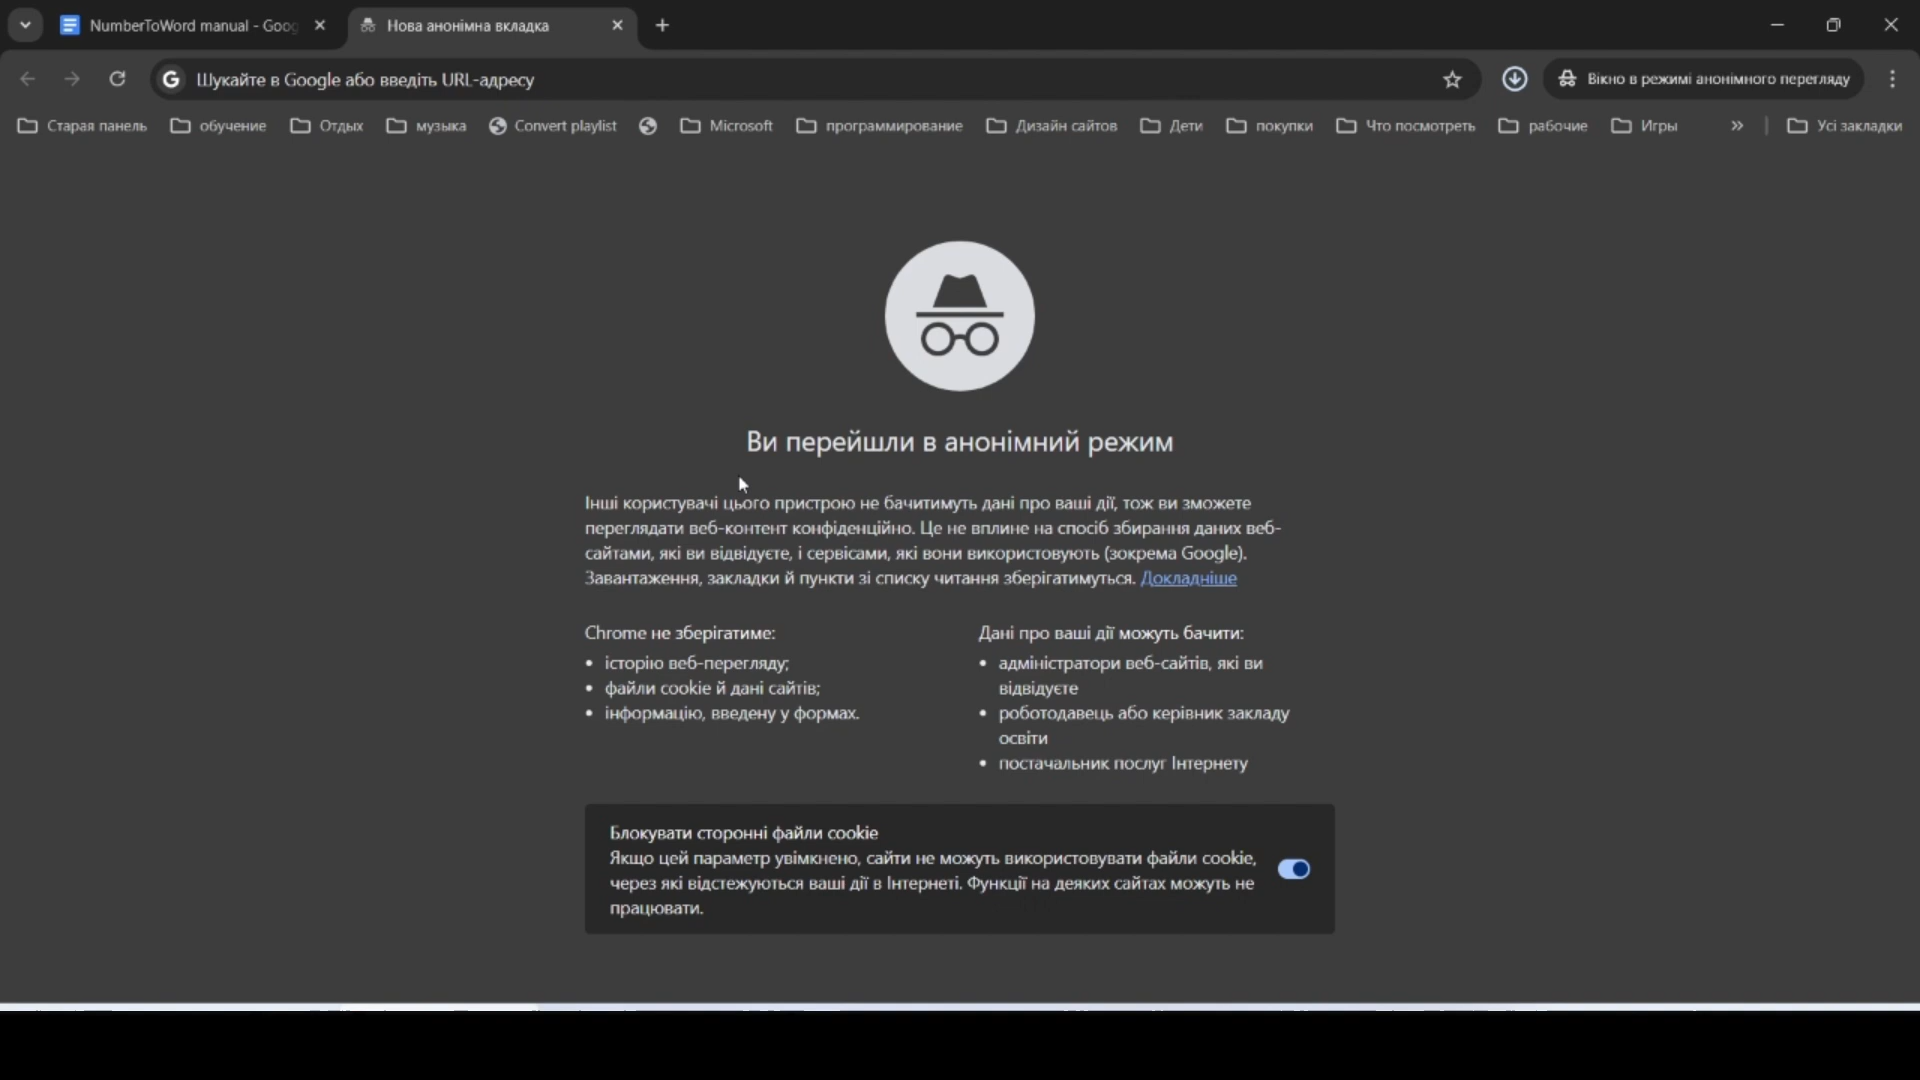 NumberToWord manual - Goog
Нова анонімна вкладка
Шукайте в Google або введіть URL-адресу
Вікно в режимі анонімного перегляду
Старая панель
обучение
Отдых
музыка
Convert playlist
Microsoft
программирование
Дизайн сайтов
Дети
покупки
Что посмотреть
рабочие
Игры
Усі закладки
Ви перейшли в анонімний режим
Інші користувачі цього пристрою не бачитимуть дані про ваші дії, тож ви зможете
переглядати веб-контент конфіденційно. Це не вплине на спосіб збирання даних веб-
сайтами, які ви відвідуєте, і сервісами, які вони використовують (зокрема Google).
Завантаження, закладки й пункти зі списку читання зберігатимуться. Докладніше
Chrome не зберігатиме:
• історію веб-перегляду;
• файли cookie й дані сайтів;
• інформацію, введену у формах.
Дані про ваші дії можуть бачити:
• адміністратори веб-сайтів, які ви
відвідуєте
• роботодавець або керівник закладу
освіти
• постачальник послуг Інтернету
Блокувати сторонні файли cookie
Якщо цей параметр увімкнено, сайти не можуть використовувати файли cookie,
через які відстежуються ваші дії в Інтернеті. Функції на деяких сайтах можуть не
працювати.